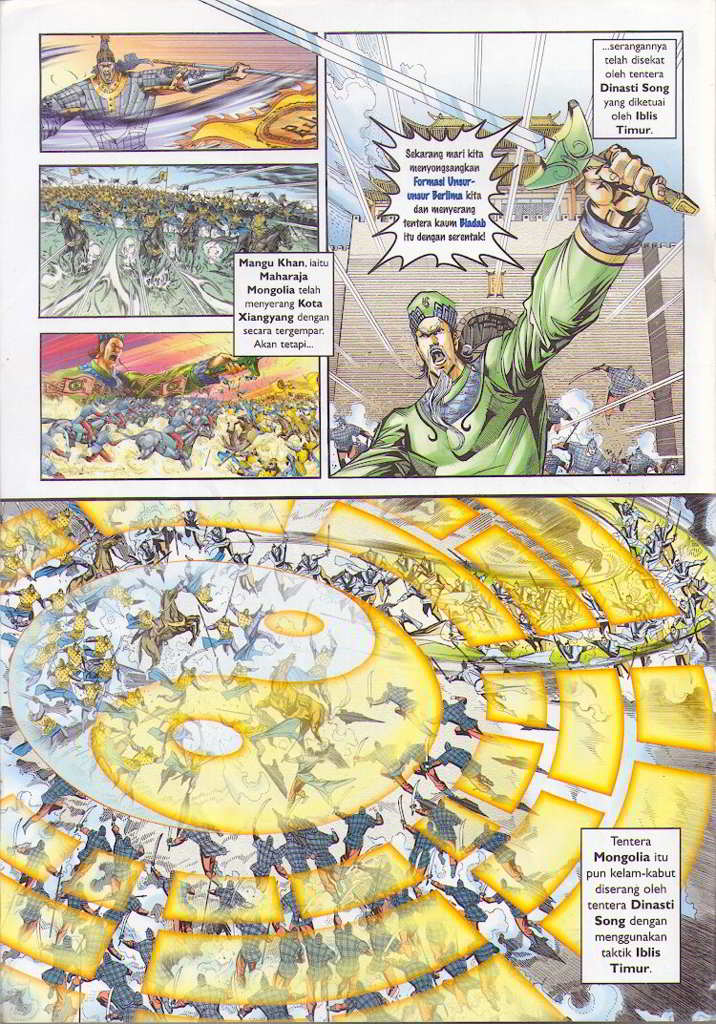 Mangu Khan, iaitu
Maharaja
Mongolia telah
menyerang Kota
Xiangyang dengan
secara tergempar.
Akan tetapi...
...serangannya
telah disekat
oleh tentera
Dinasti Song
yang diketuai
oleh Iblis
Timur.
Sekarang mari kita
menyongsangkan
Formasi Unsur-
unsur Berlima kita
dan menyerang
tentera kaum Biadab
itu dengan serentak!
Tentera
Mongolia itu
pun kelam-kabut
diserang oleh
tentera Dinasti
Song dengan
menggunakan
taktik Iblis
Timur.